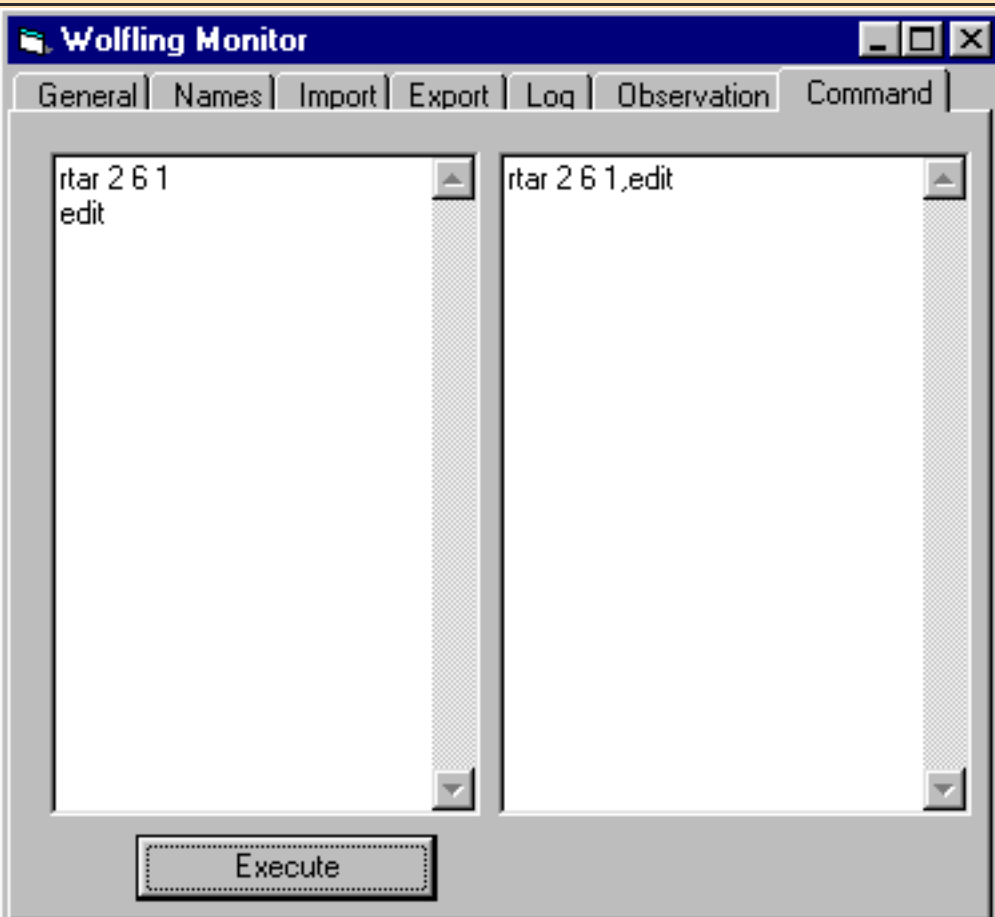 Wolfling Monitor
General Names Import Export Log Observation Command
rtar 2 6 1
edit
rtar 2 6 1,edit
Execute